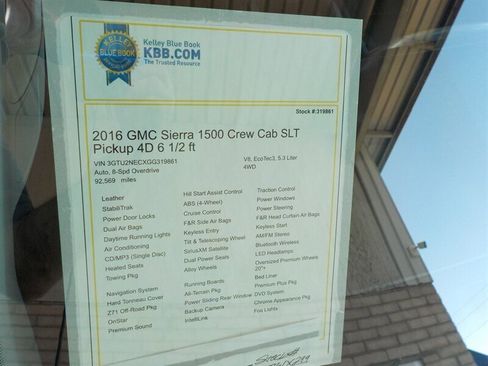 KELLEY
BLUE BOOK
Kelley Blue Book
KBB.COM
The Trusted Resource
Stock #:319861
2016 GMC Sierra 1500 Crew Cab SLT
Pickup 4D 6 1/2 ft
VIN 3GTU2NECXGG319861
Auto, 8-Spd Overdrive
92,569 miles
V8, EcoTec3, 5.3 Liter
4WD
Leather
StabiliTrak
Power Door Locks
Dual Air Bags
Daytime Running Lights
Air Conditioning
CD/MP3 (Single Disc)
Heated Seats
Towing Pkg
Hill Start Assist Control
ABS (4-Wheel)
Cruise Control
F&R Side Air Bags
Keyless Entry
Tilt & Telescoping Wheel
SiriusXM Satellite
Dual Power Seats
Alloy Wheels
Traction Control
Power Windows
Power Steering
F&R Head Curtain Air Bags
Keyless Start
AM/FM Stereo
Bluetooth Wireless
LED Headlamps
Oversized Premium Wheels
20"+
Navigation System
Hard Tonneau Cover
Z71 Off-Road Pkg
OnStar
Premium Sound
Running Boards
All-Terrain Pkg
Power Sliding Rear Window
Backup Camera
IntelliLink
Bed Liner
Premium Plus Pkg
DVD System
Chrome Appearance Pkg
Fog Lights